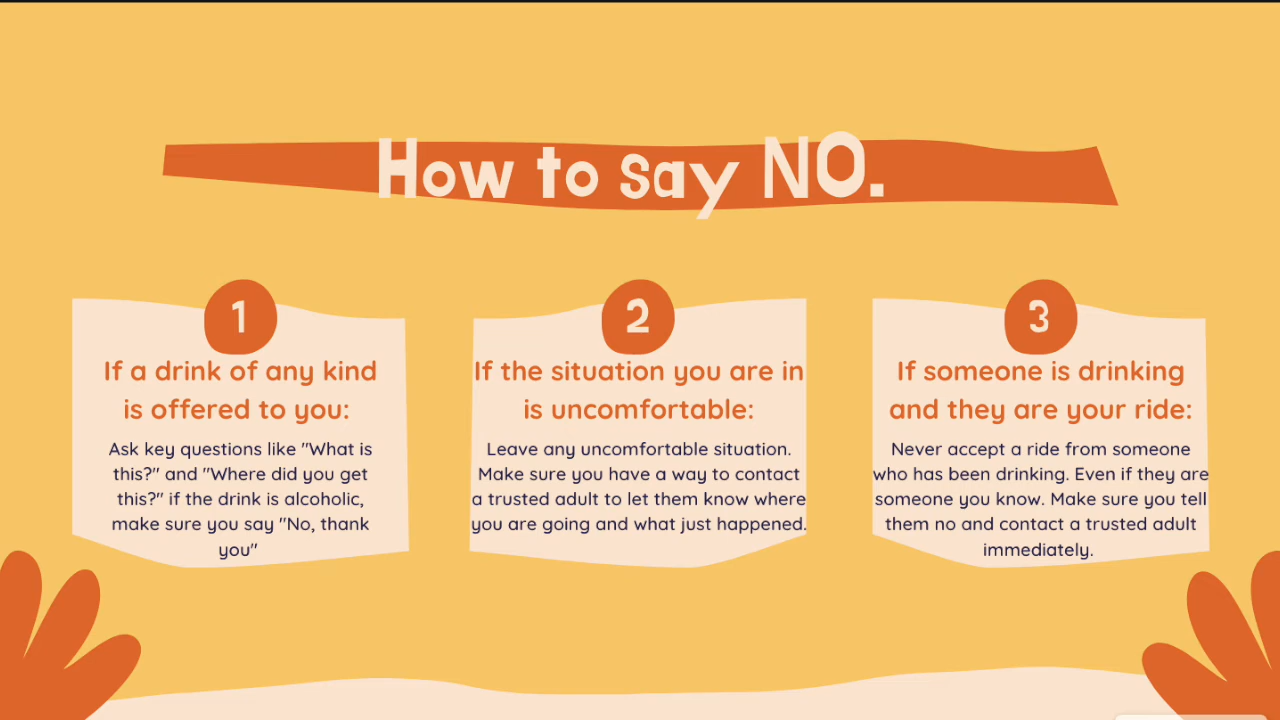 How to say NO.
1
If a drink of any kind
is offered to you:
Ask key questions like "What is
this?" and "Where did you get
this?" if the drink is alcoholic,
make sure you say "No, thank
you"
2
If the situation you are in
is uncomfortable:
Leave any uncomfortable situation.
Make sure you have a way to contact
a trusted adult to let them know where
you are going and what just happened.
3
If someone is drinking
and they are your ride:
Never accept a ride from someone
who has been drinking. Even if they are
someone you know. Make sure you tell
them no and contact a trusted adult
immediately.